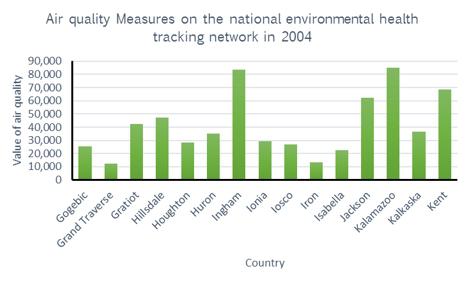 Air quality Measures on the national environmental health
tracking network in 2004
Value of air quality
90,000
80,000
70,000
60,000
50,000
40,000
30,000
20,000
10,000
0
Gogebic
Grand Traverse
Gratiot
Hillsdale
Houghton
Huron
Ingham
Ionia
Iosco
Iron
Isabella
Jackson
Kalamazoo
Kalkaska
Kent
Country